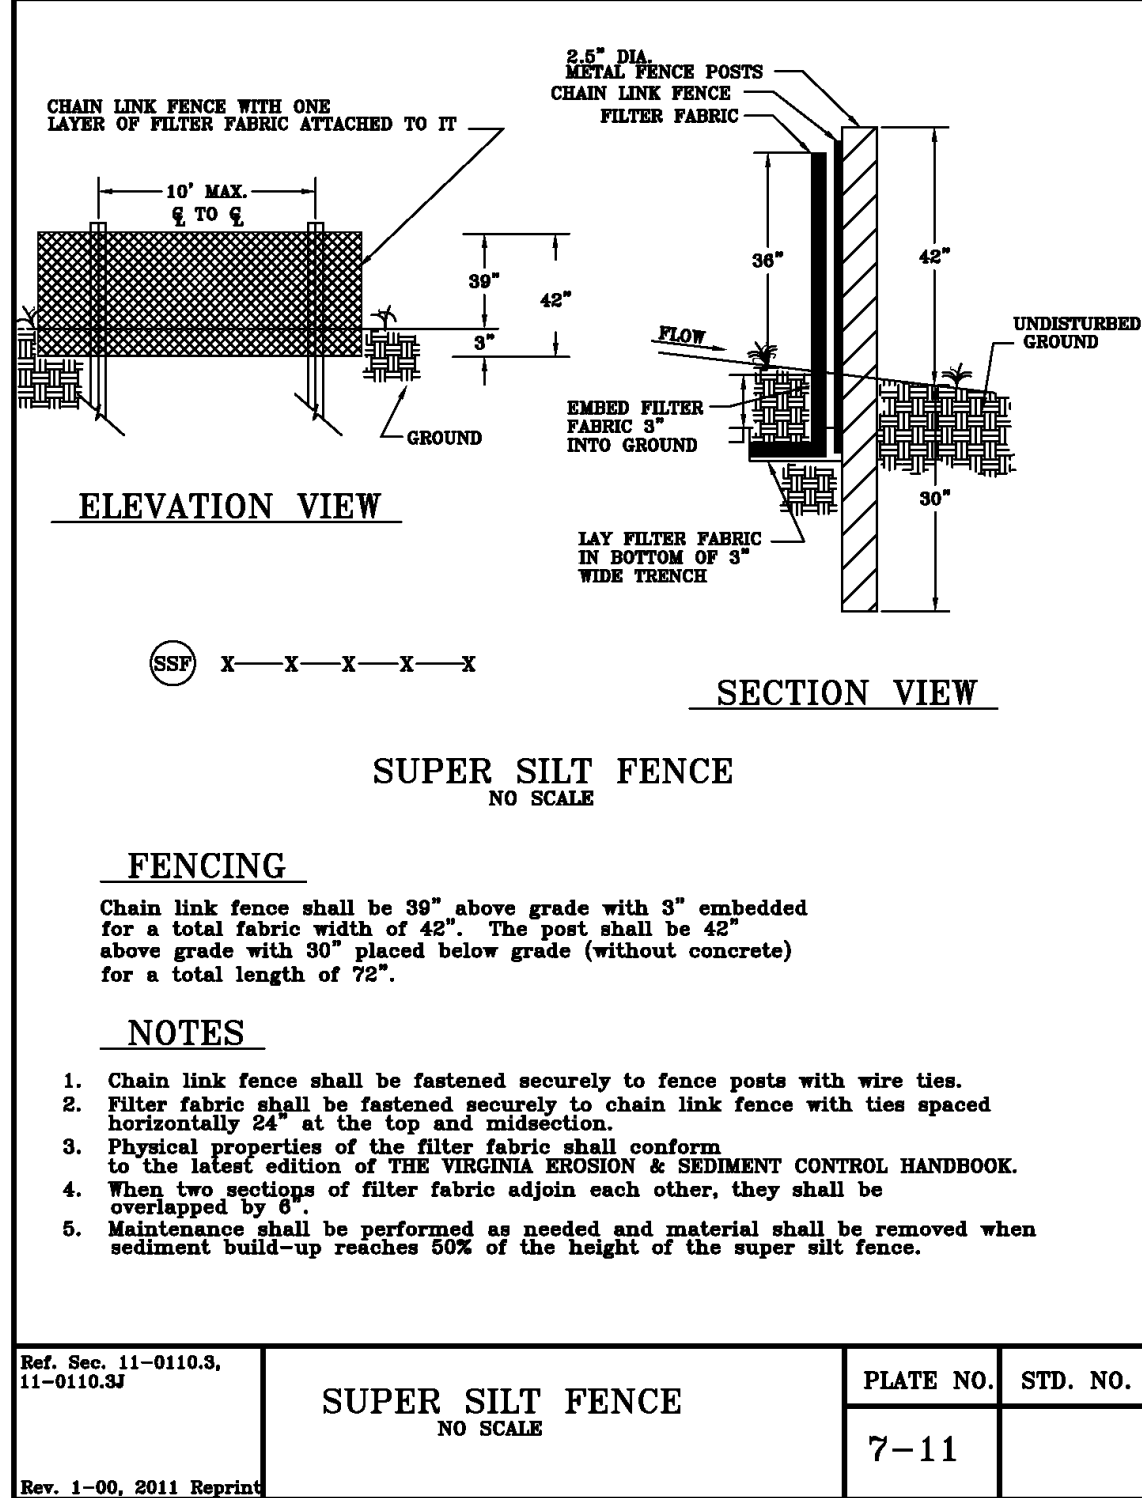 CHAIN LINK FENCE WITH ONE
LAYER OF FILTER FABRIC ATTACHED TO IT
10' MAX.
℄ TO ℄
39"
42"
3"
GROUND
ELEVATION VIEW
2.5" DIA.
METAL FENCE POSTS
CHAIN LINK FENCE
FILTER FABRIC
36"
42"
FLOW
UNDISTURBED
GROUND
EMBED FILTER
FABRIC 3"
INTO GROUND
30"
LAY FILTER FABRIC
IN BOTTOM OF 3"
WIDE TRENCH
SECTION VIEW
SSF X X X X X
SUPER SILT FENCE
NO SCALE
FENCING
Chain link fence shall be 39" above grade with 3" embedded
for a total fabric width of 42". The post shall be 42"
above grade with 30" placed below grade (without concrete)
for a total length of 72".
NOTES
1. Chain link fence shall be fastened securely to fence posts with wire ties.
2. Filter fabric shall be fastened securely to chain link fence with ties spaced
horizontally 24" at the top and midsection.
3. Physical properties of the filter fabric shall conform
to the latest edition of THE VIRGINIA EROSION & SEDIMENT CONTROL HANDBOOK.
4. When two sections of filter fabric adjoin each other, they shall be
overlapped by 6".
5. Maintenance shall be performed as needed and material shall be removed when
sediment build-up reaches 50% of the height of the super silt fence.
Ref. Sec. 11-0110.3,
11-0110.3J
Rev. 1-00, 2011 Reprint
SUPER SILT FENCE
NO SCALE
PLATE NO.
7-11
STD. NO.